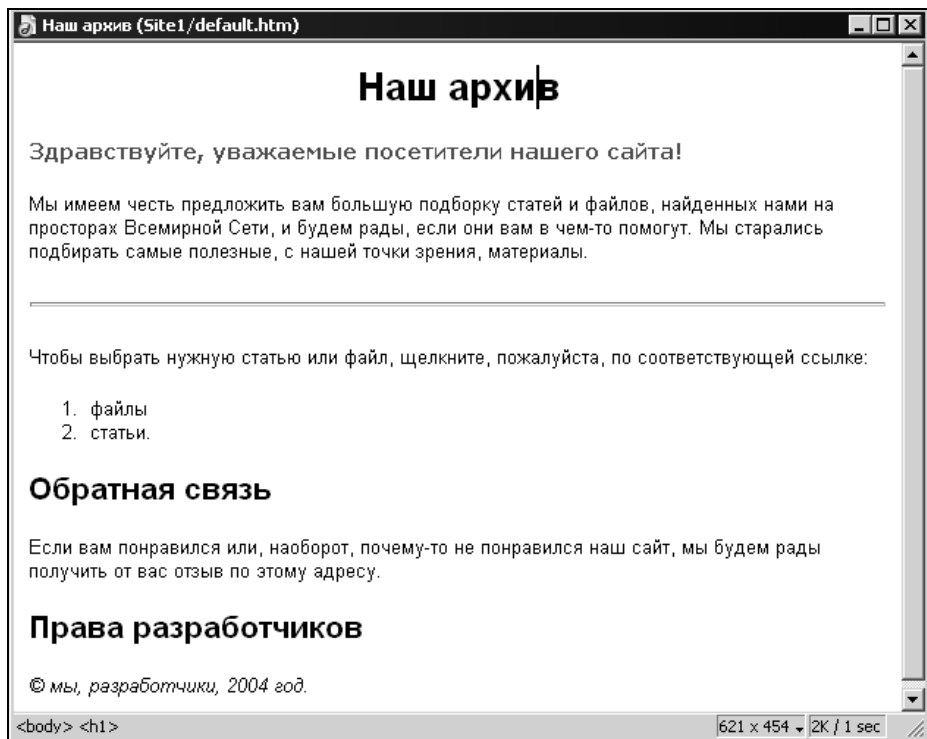 Наш архив (Site1/default.htm)
Наш архив
Здравствуйте, уважаемые посетители нашего сайта!
Мы имеем честь предложить вам большую подборку статей и файлов, найденных нами на
просторах Всемирной Сети, и будем рады, если они вам в чем-то помогут. Мы старались
подбирать самые полезные, с нашей точки зрения, материалы.
Чтобы выбрать нужную статью или файл, щелкните, пожалуйста, по соответствующей ссылке:
1. файлы
2. статьи.
Обратная связь
Если вам понравился или, наоборот, почему-то не понравился наш сайт, мы будем рады
получить от вас отзыв по этому адресу.
Права разработчиков
© мы, разработчики, 2004 год.
<body> <h1> 621 x 454 2K / 1 sec